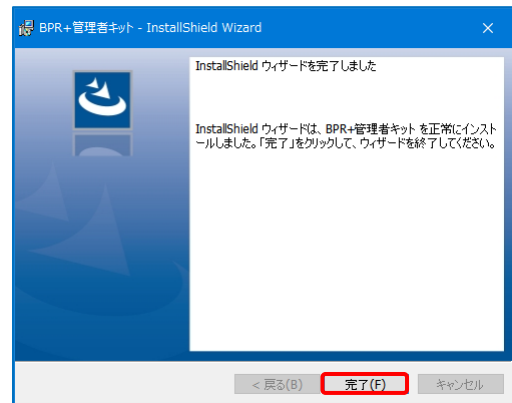 BPR+管理者キット - InstallShield Wizard
InstallShield ウィザードを完了しました
InstallShield ウィザードは、BPR+管理者キット を正常にインスト
ールしました。「完了」をクリックして、ウィザードを終了してください。
< 戻る(B) 完了(F) キャンセル